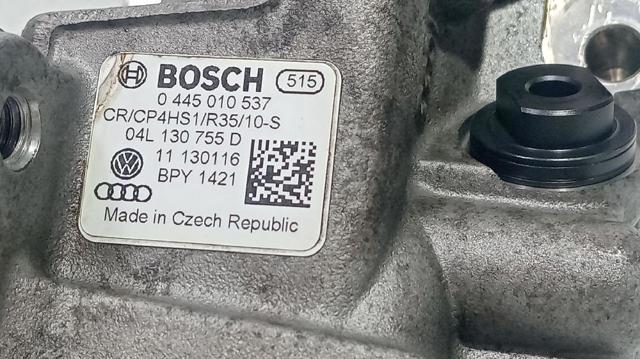 BOSCH 515
0 445 010 537
CR/CP4HS1/R35/10-S
04L 130 755 D
11 130116
BPY 1421
Made in Czech Republic